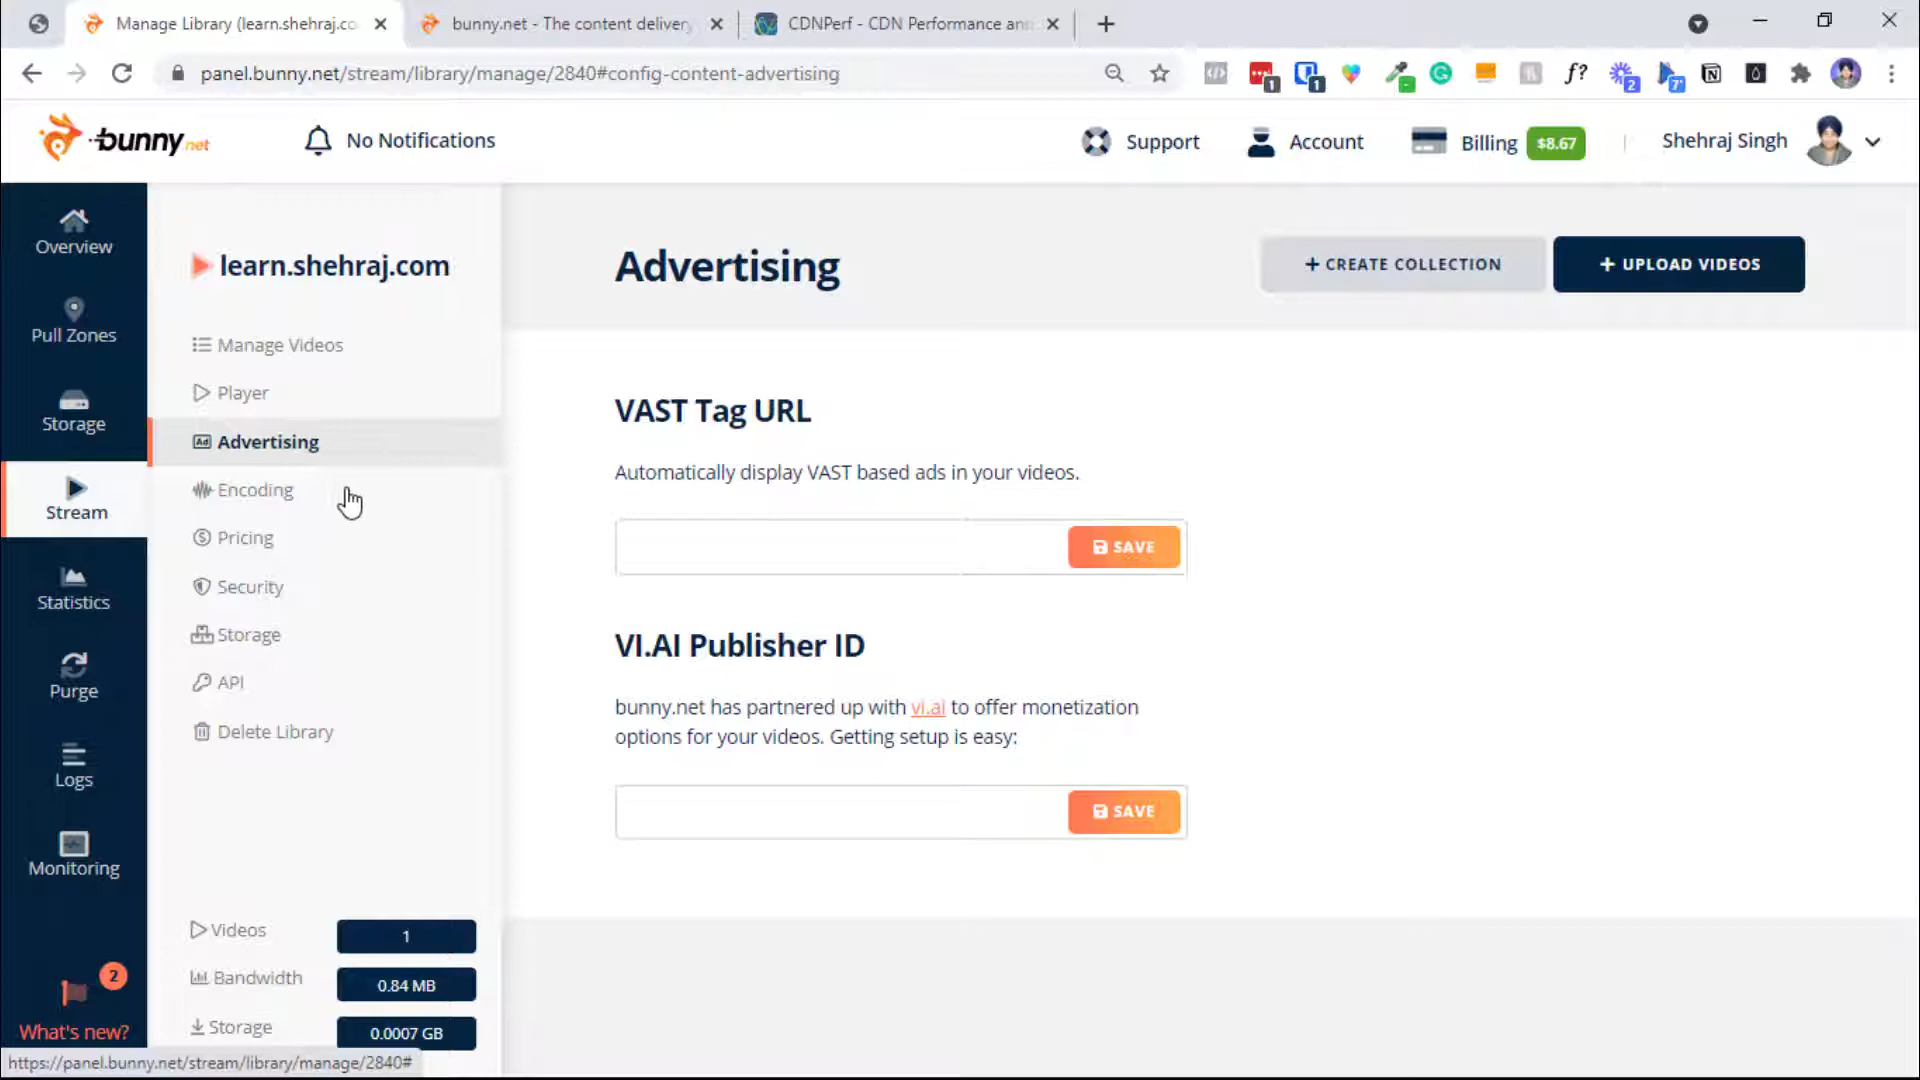 Manage Library (learn.shehraj.co
bunny.net - The content delivery
CDNPerf - CDN Performance an
panel.bunny.net/stream/library/manage/2840#config-content-advertising
1
1
f?
2
7
bunny.net
No Notifications
Support
Account
Billing
$8.67
Shehraj Singh
Overview
Pull Zones
Storage
Stream
Statistics
Purge
Logs
Monitoring
2
What's new?
learn.shehraj.com
Manage Videos
Player
Ad Advertising
Encoding
Pricing
Security
Storage
API
Delete Library
Videos 1
Bandwidth 0.84 MB
Storage 0.0007 GB
Advertising
+ CREATE COLLECTION
+ UPLOAD VIDEOS
VAST Tag URL
Automatically display VAST based ads in your videos.
SAVE
VI.AI Publisher ID
bunny.net has partnered up with vi.ai to offer monetization
options for your videos. Getting setup is easy:
SAVE
https://panel.bunny.net/stream/library/manage/2840#